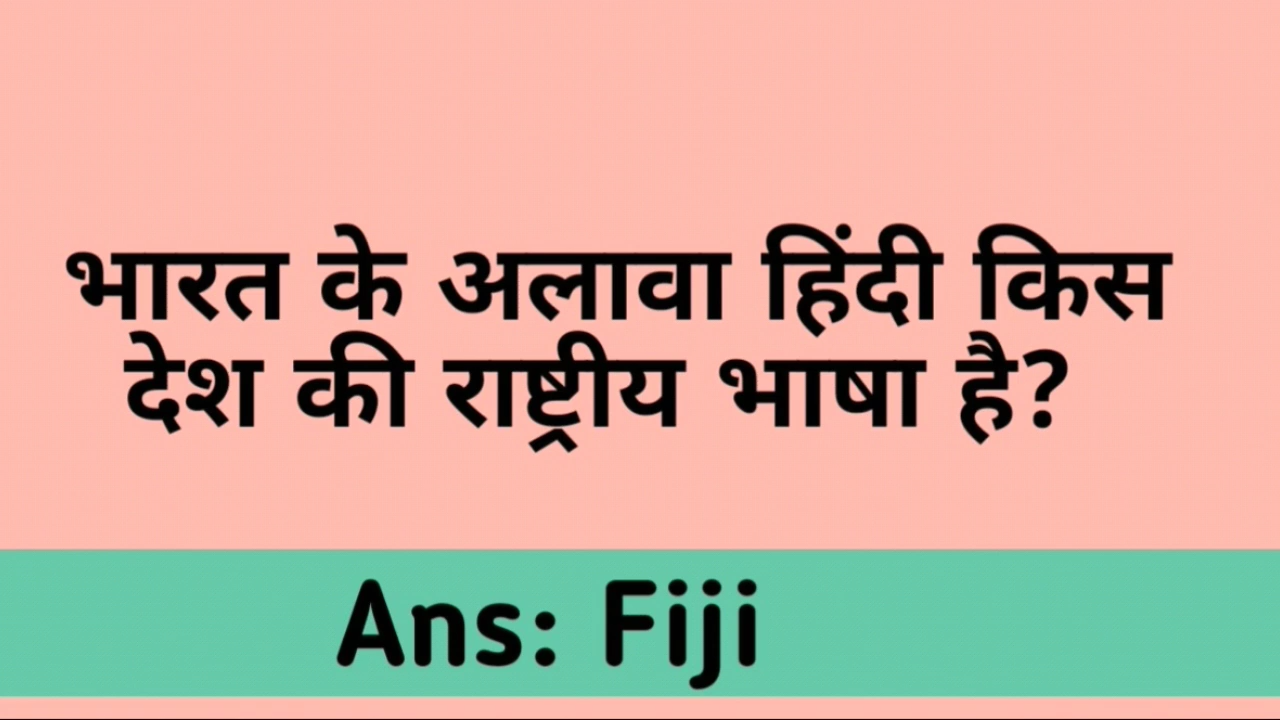 भारत के अलावा हिंदी किस
देश की राष्ट्रीय भाषा है?
Ans: Fiji